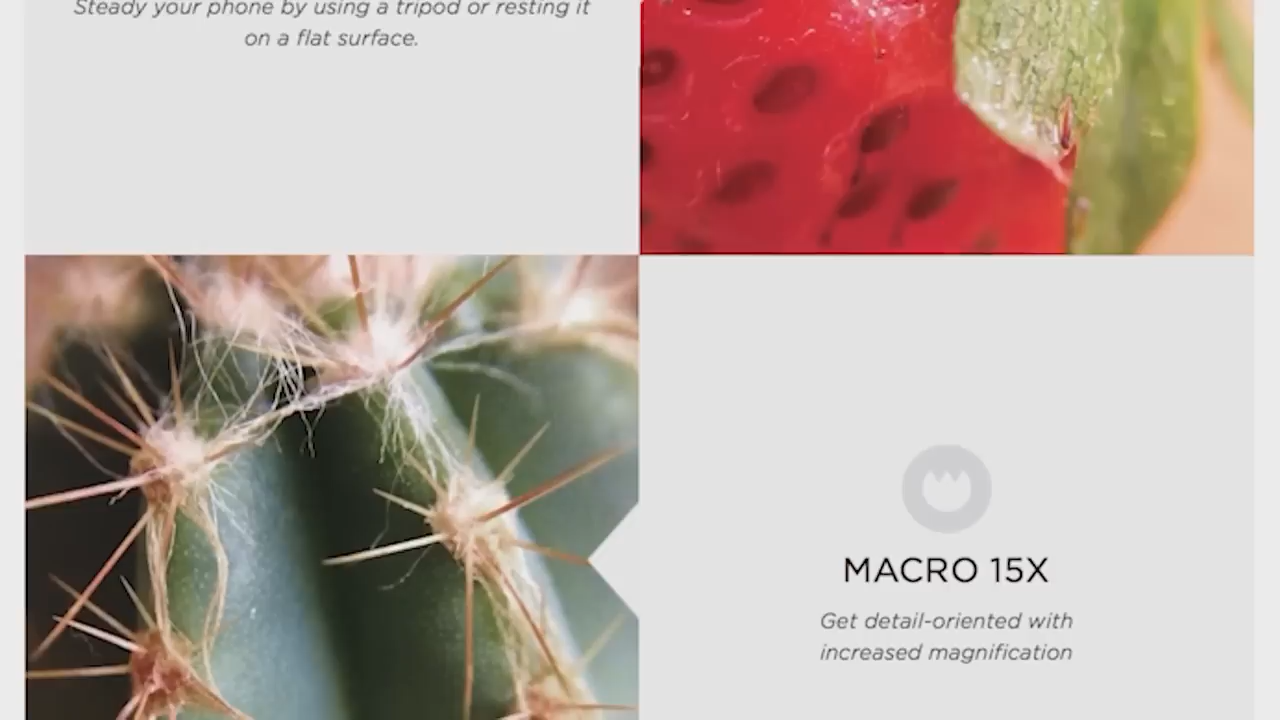 Steady your phone by using a tripod or resting it
on a flat surface.
MACRO 15X
Get detail-oriented with
increased magnification